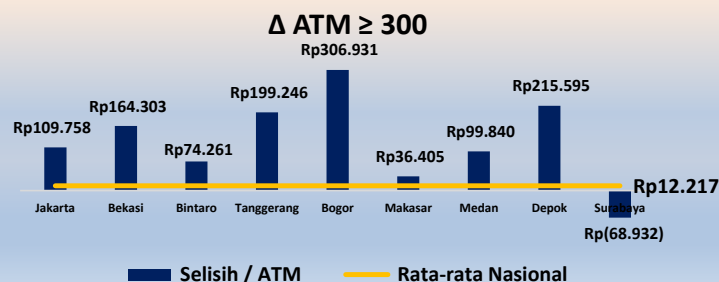 Δ ATM ≥ 300
Rp306.931
Rp215.595
Rp199.246
Rp164.303
Rp109.758
Rp99.840
Rp74.261
Rp36.405
Rp12.217
Jakarta Bekasi Bintaro Tanggerang Bogor Makasar Medan Depok Surabaya
Rp(68.932)
Selisih / ATM Rata-rata Nasional